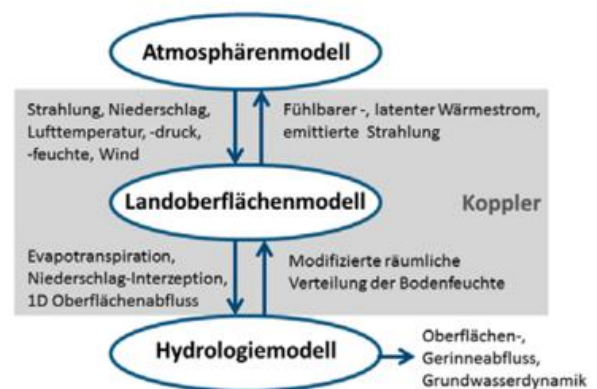 Atmosphärenmodell
Strahlung, Niederschlag,
Lufttemperatur, -druck,
-feuchte, Wind
Fühlbarer -, latenter Wärmestrom,
emittierte Strahlung
Landoberflächenmodell
Koppler
Evapotranspiration,
Niederschlag-Interzeption,
1D Oberflächenabfluss
Modifizierte räumliche
Verteilung der Bodenfeuchte
Hydrologiemodell
Oberflächen-,
Gerinneabfluss,
Grundwasserdynamik